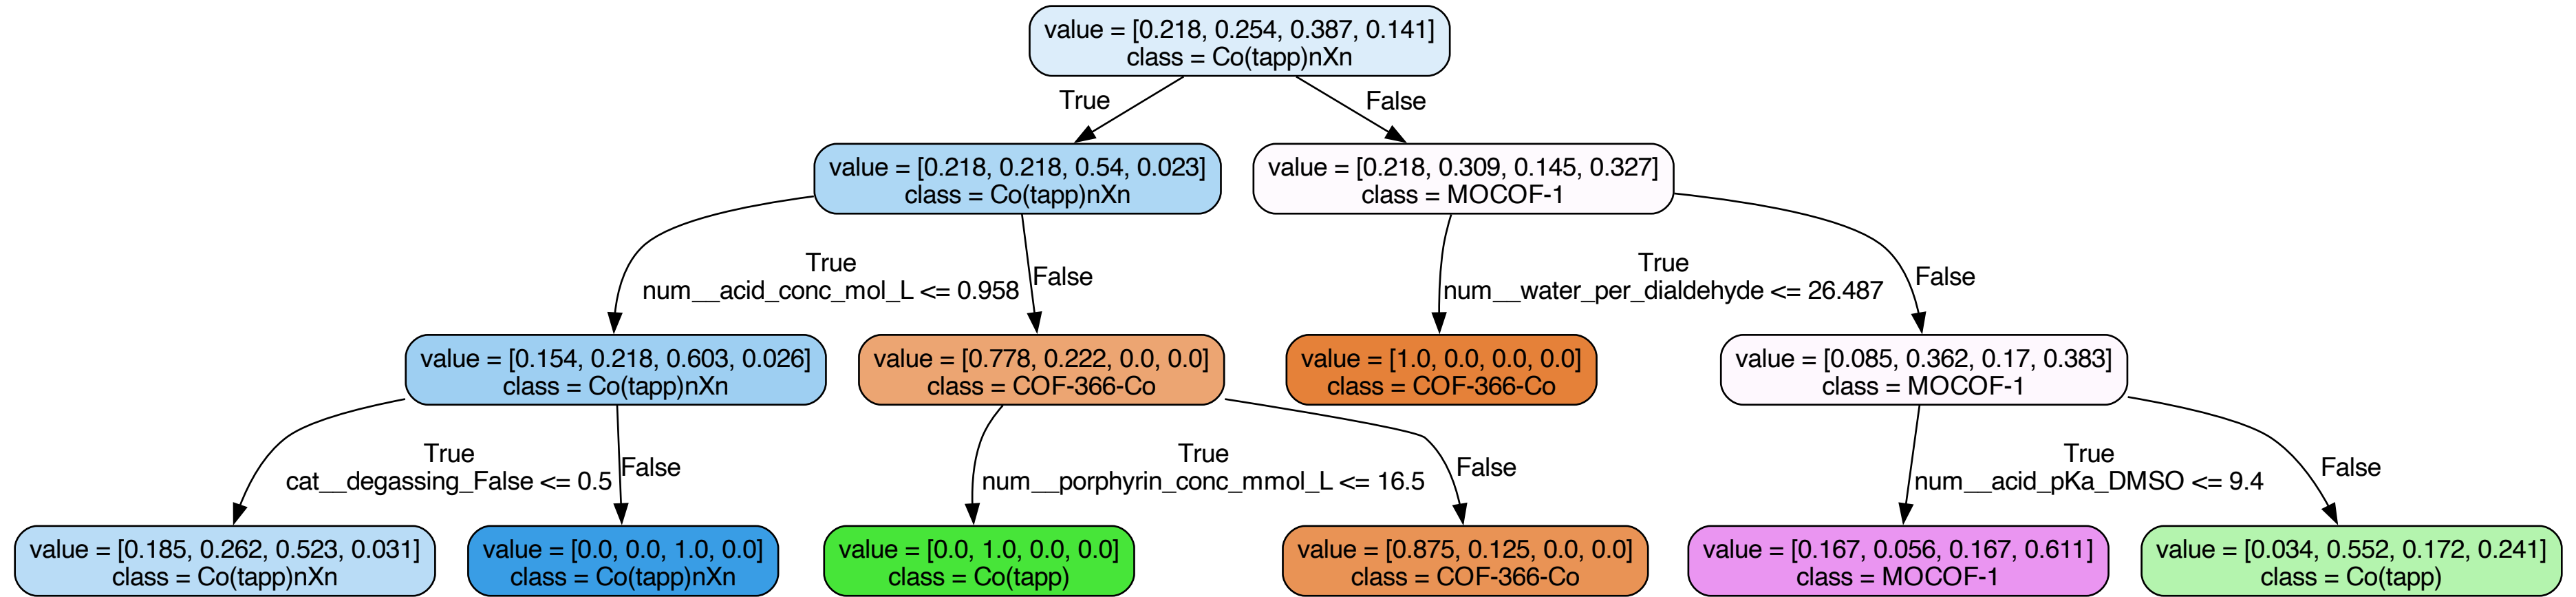 value = [0.218, 0.254, 0.387, 0.141]
class = Co(tapp)nXn
True
False
value = [0.218, 0.218, 0.54, 0.023]
class = Co(tapp)nXn
value = [0.218, 0.309, 0.145, 0.327]
class = MOCOF-1
True
num__acid_conc_mol_L <= 0.958
False
True
num__water_per_dialdehyde <= 26.487
False
value = [0.154, 0.218, 0.603, 0.026]
class = Co(tapp)nXn
value = [0.778, 0.222, 0.0, 0.0]
class = COF-366-Co
value = [1.0, 0.0, 0.0, 0.0]
class = COF-366-Co
value = [0.085, 0.362, 0.17, 0.383]
class = MOCOF-1
True
cat__degassing_False <= 0.5
False
True
num__porphyrin_conc_mmol_L <= 16.5
False
True
num__acid_pKa_DMSO <= 9.4
False
value = [0.185, 0.262, 0.523, 0.031]
class = Co(tapp)nXn
value = [0.0, 0.0, 1.0, 0.0]
class = Co(tapp)nXn
value = [0.0, 1.0, 0.0, 0.0]
class = Co(tapp)
value = [0.875, 0.125, 0.0, 0.0]
class = COF-366-Co
value = [0.167, 0.056, 0.167, 0.611]
class = MOCOF-1
value = [0.034, 0.552, 0.172, 0.241]
class = Co(tapp)